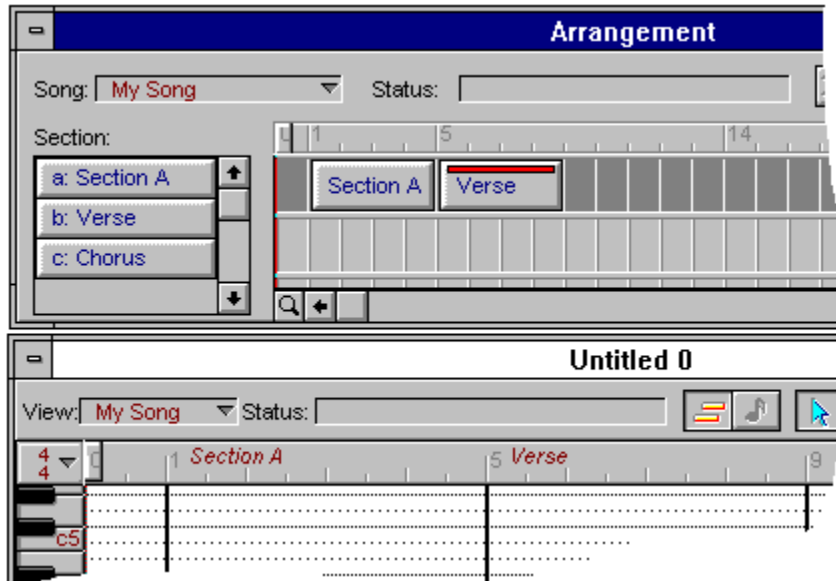 Arrangement
Song: My Song Status:
Section:
1 5 14
a: Section A Section A Verse
b: Verse
c: Chorus
Untitled 0
View: My Song Status:
4 1 Section A 5 Verse 9
4
c5